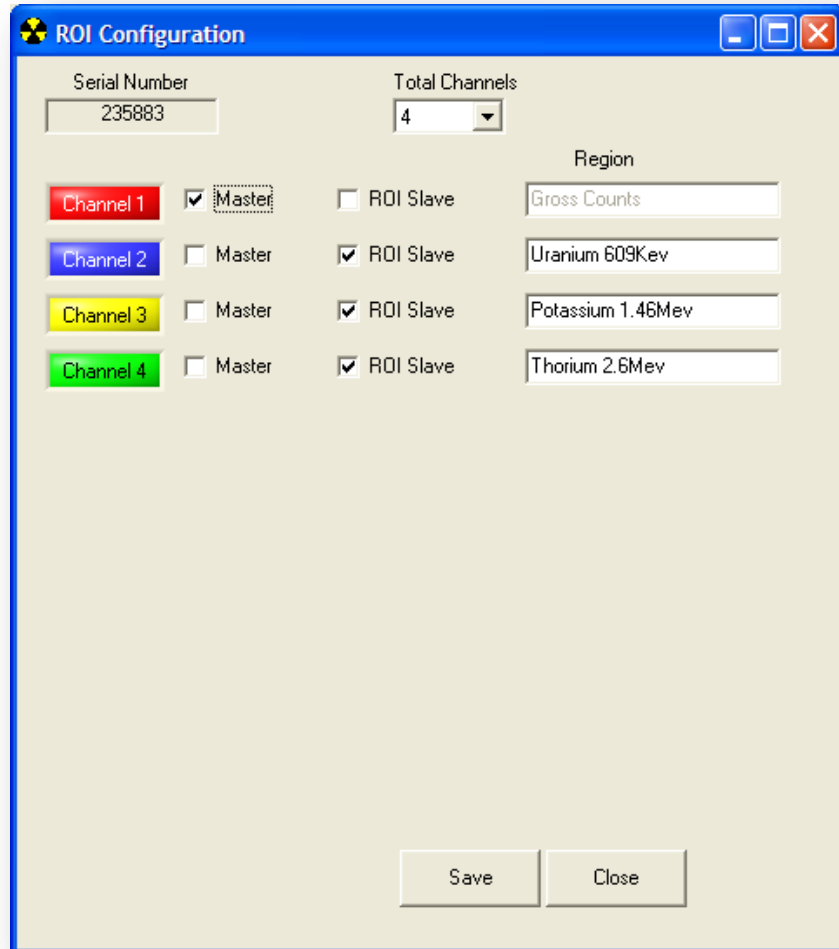 ROI Configuration
Serial Number Total Channels
235883 4
Region
Channel 1 Master ROI Slave Gross Counts
Channel 2 Master ROI Slave Uranium 609Kev
Channel 3 Master ROI Slave Potassium 1.46Mev
Channel 4 Master ROI Slave Thorium 2.6Mev
Save Close